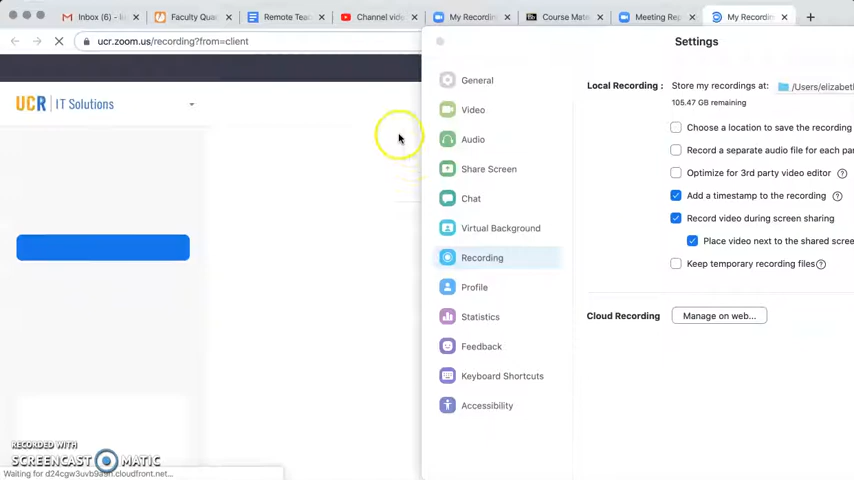 Inbox (6) -
Faculty Qua
Remote Tea
Channel vid
My Recordin
Course Mat
Meeting Rep
My Recordin
ucr.zoom.us/recording?from=client
Settings
UCR | IT Solutions
General
Video
Audio
Share Screen
Chat
Virtual Background
Recording
Profile
Statistics
Feedback
Keyboard Shortcuts
Accessibility
Local Recording : Store my recordings at: /Users/elizabeth
105.47 GB remaining
Choose a location to save the recording
Record a separate audio file for each par
Optimize for 3rd party video editor
Add a timestamp to the recording
Record video during screen sharing
Place video next to the shared scree
Keep temporary recording files
Cloud Recording Manage on web...
RECORDED WITH
SCREENCAST MATIC